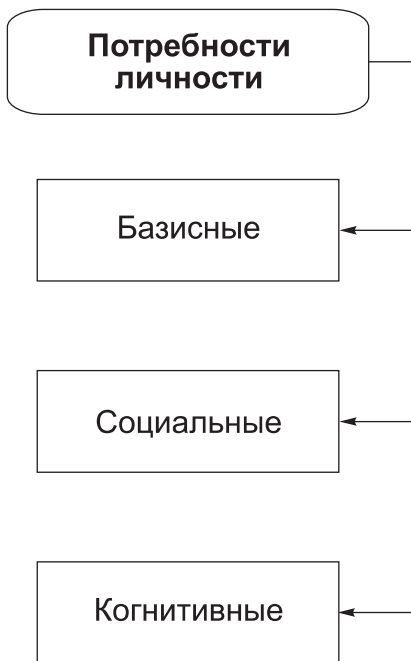 Потребности
личности
Базисные
Социальные
Когнитивные